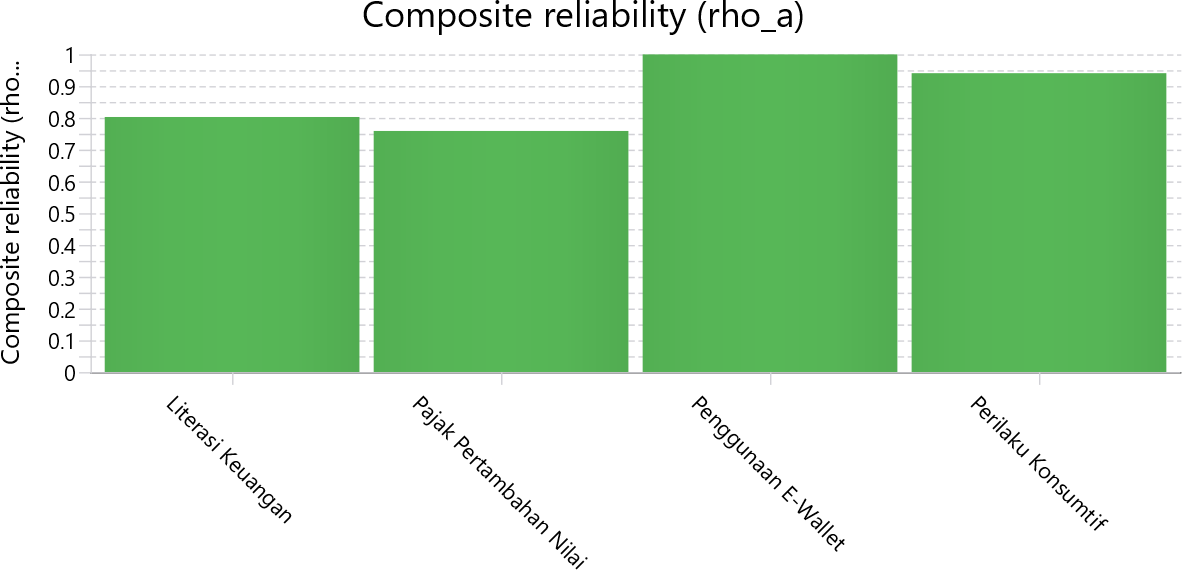 Composite reliability (rho_a)
Composite reliability (rho...
1
0.9
0.8
0.7
0.6
0.5
0.4
0.3
0.2
0.1
0
Literasi Keuangan
Pajak Pertambahan Nilai
Penggunaan E-Wallet
Perilaku Konsumtif